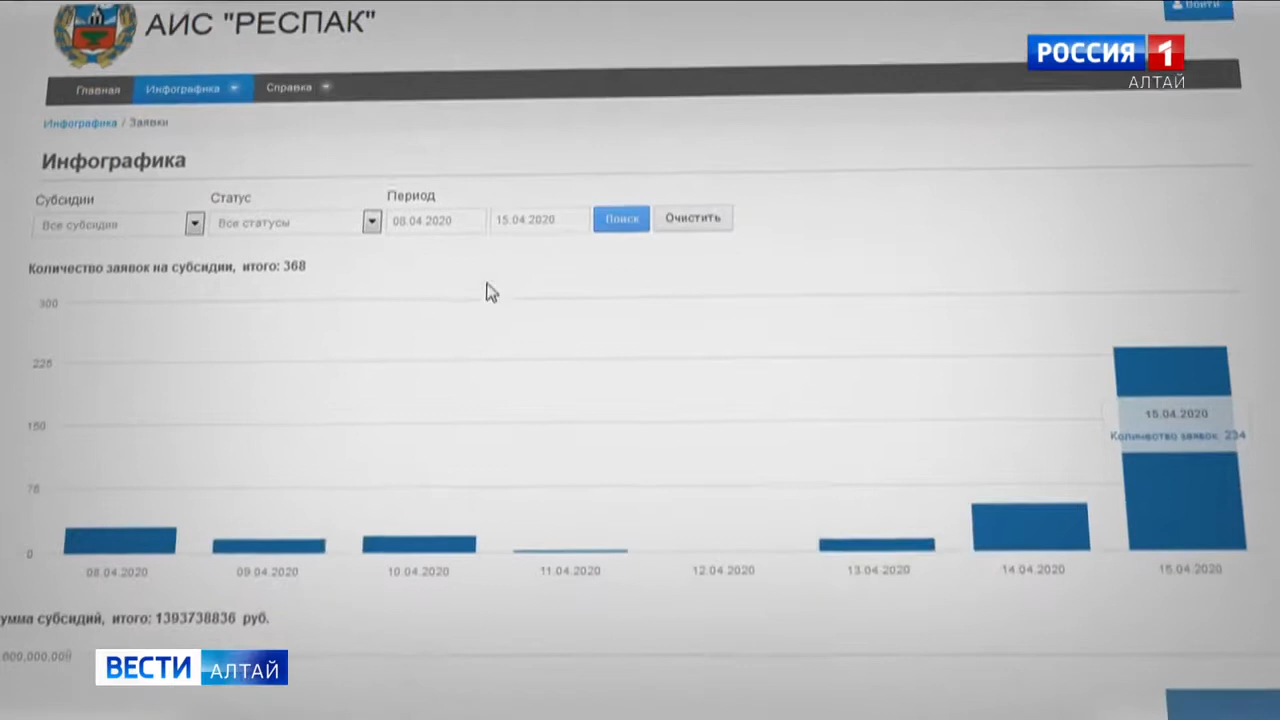 АИС "РЕСПАК"
Войти
РОССИЯ 1
АЛТАЙ
Главная Инфографика Справка
Инфографика / Заявки
Инфографика
Субсидии Статус Период
Все субсидии Все статусы 08.04.2020 15.04.2020 Поиск Очистить
Количество заявок на субсидии, итого: 368
300
225
150
75
0
15.04.2020
Количество заявок: 234
08.04.2020 09.04.2020 10.04.2020 11.04.2020 12.04.2020 13.04.2020 14.04.2020 15.04.2020
умма субсидий, итого: 1393738836 руб.
000,000,000
ВЕСТИ АЛТАЙ